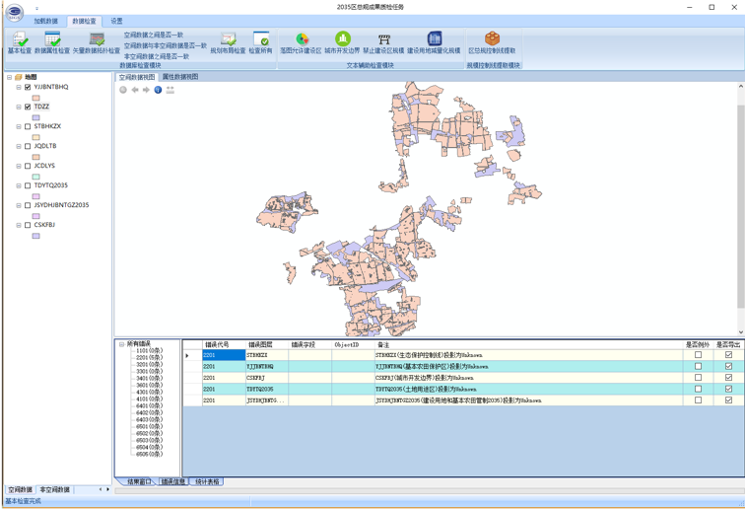 2035区总规成果质检任务
加载数据 数据检查 设置
基本检查 数据属性检查 矢量数据拓扑检查
空间数据之间是否一致
空间数据与非空间数据是否一致
非空间数据之间是否一致
规划布局检查 检查所有
数据库检查模块
落图允许建设区 城市开发边界 禁止建设区规模 建设用地减量化规模
文本辅助检查模块
区总规控制线提取
规模控制线提取模块
地图
YJJBNTBHQ
TDZZ
STBHKZX
JQDLTB
JCDLYS
TDYTQ2035
JSYDHJBNTGZ2035
CSKFBJ
空间数据 非空间数据
空间数据视图 属性数据视图
所有错误
1101(0条)
2201(5条)
3201(0条)
3301(0条)
3401(0条)
3601(0条)
4301(0条)
4101(0条)
6401(0条)
6402(0条)
6403(0条)
6501(0条)
6502(0条)
6503(0条)
6504(0条)
6505(0条)
错误代号 错误图层 错误字段 ObjectID 备注 是否例外 是否导出
2201 STBHKZX STBHKZX(生态保护控制线)投影为Unknown
2201 YJJBNTBHQ YJJBNTBHQ(基本农田保护区)投影为Unknown
2201 CSKFBJ CSKFBJ(城市开发边界)投影为Unknown
2201 TDYTQ2035 TDYTQ2035(土地用途区)投影为Unknown
2201 JSYDHJBNTG... JSYDHJBNTGZ2035(建设用地和基本农田管制2035)投影为Unknown
结果窗口 错误信息 统计表格
基本检查完成